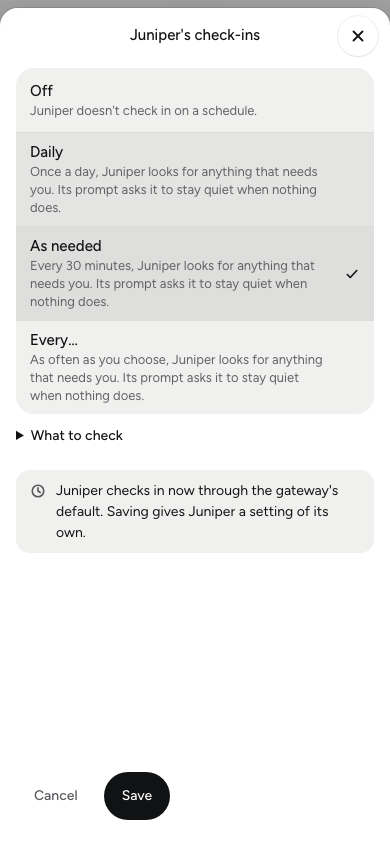 Juniper's check-ins
Off
Juniper doesn't check in on a schedule.
Daily
Once a day, Juniper looks for anything that needs
you. Its prompt asks it to stay quiet when nothing
does.
As needed
Every 30 minutes, Juniper looks for anything that
needs you. Its prompt asks it to stay quiet when
nothing does.
Every...
As often as you choose, Juniper looks for anything
that needs you. Its prompt asks it to stay quiet
when nothing does.
What to check
Juniper checks in now through the gateway's
default. Saving gives Juniper a setting of its
own.
Cancel
Save